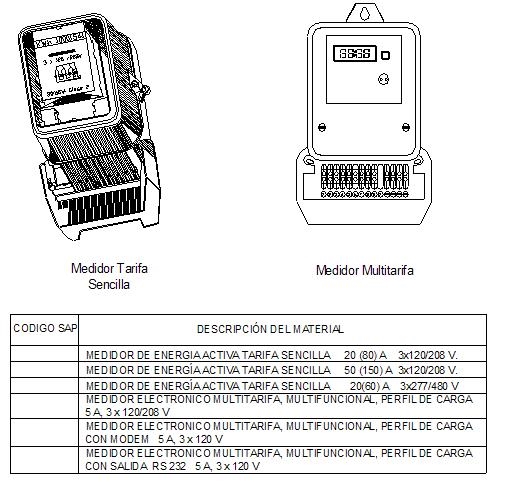 Medidor Tarifa
Sencilla
Medidor Multitarifa
CODIGO SAP
DESCRIPCIÓN DEL MATERIAL
MEDIDOR DE ENERGIA ACTIVA TARIFA SENCILLA 20 (80) A 3x120/208 V.
MEDIDOR DE ENERGÍA ACTIVA TARIFA SENCILLA 50 (150) A 3x120/208 V.
MEDIDOR DE ENERGÍA ACTIVA TARIFA SENCILLA 20(60) A 3x277/480 V
MEDIDOR ELECTRONICO MULTITARIFA, MULTIFUNCIONAL, PERFIL DE CARGA
5 A, 3 x 120/208 V
MEDIDOR ELECTRONICO MULTITARIFA, MULTIFUNCIONAL, PERFIL DE CARGA
CON MODEM 5 A, 3 x 120 V
MEDIDOR ELECTRONICO MULTITARIFA, MULTIFUNCIONAL, PERFIL DE CARGA
CON SALIDA RS 232 5 A, 3 x 120 V